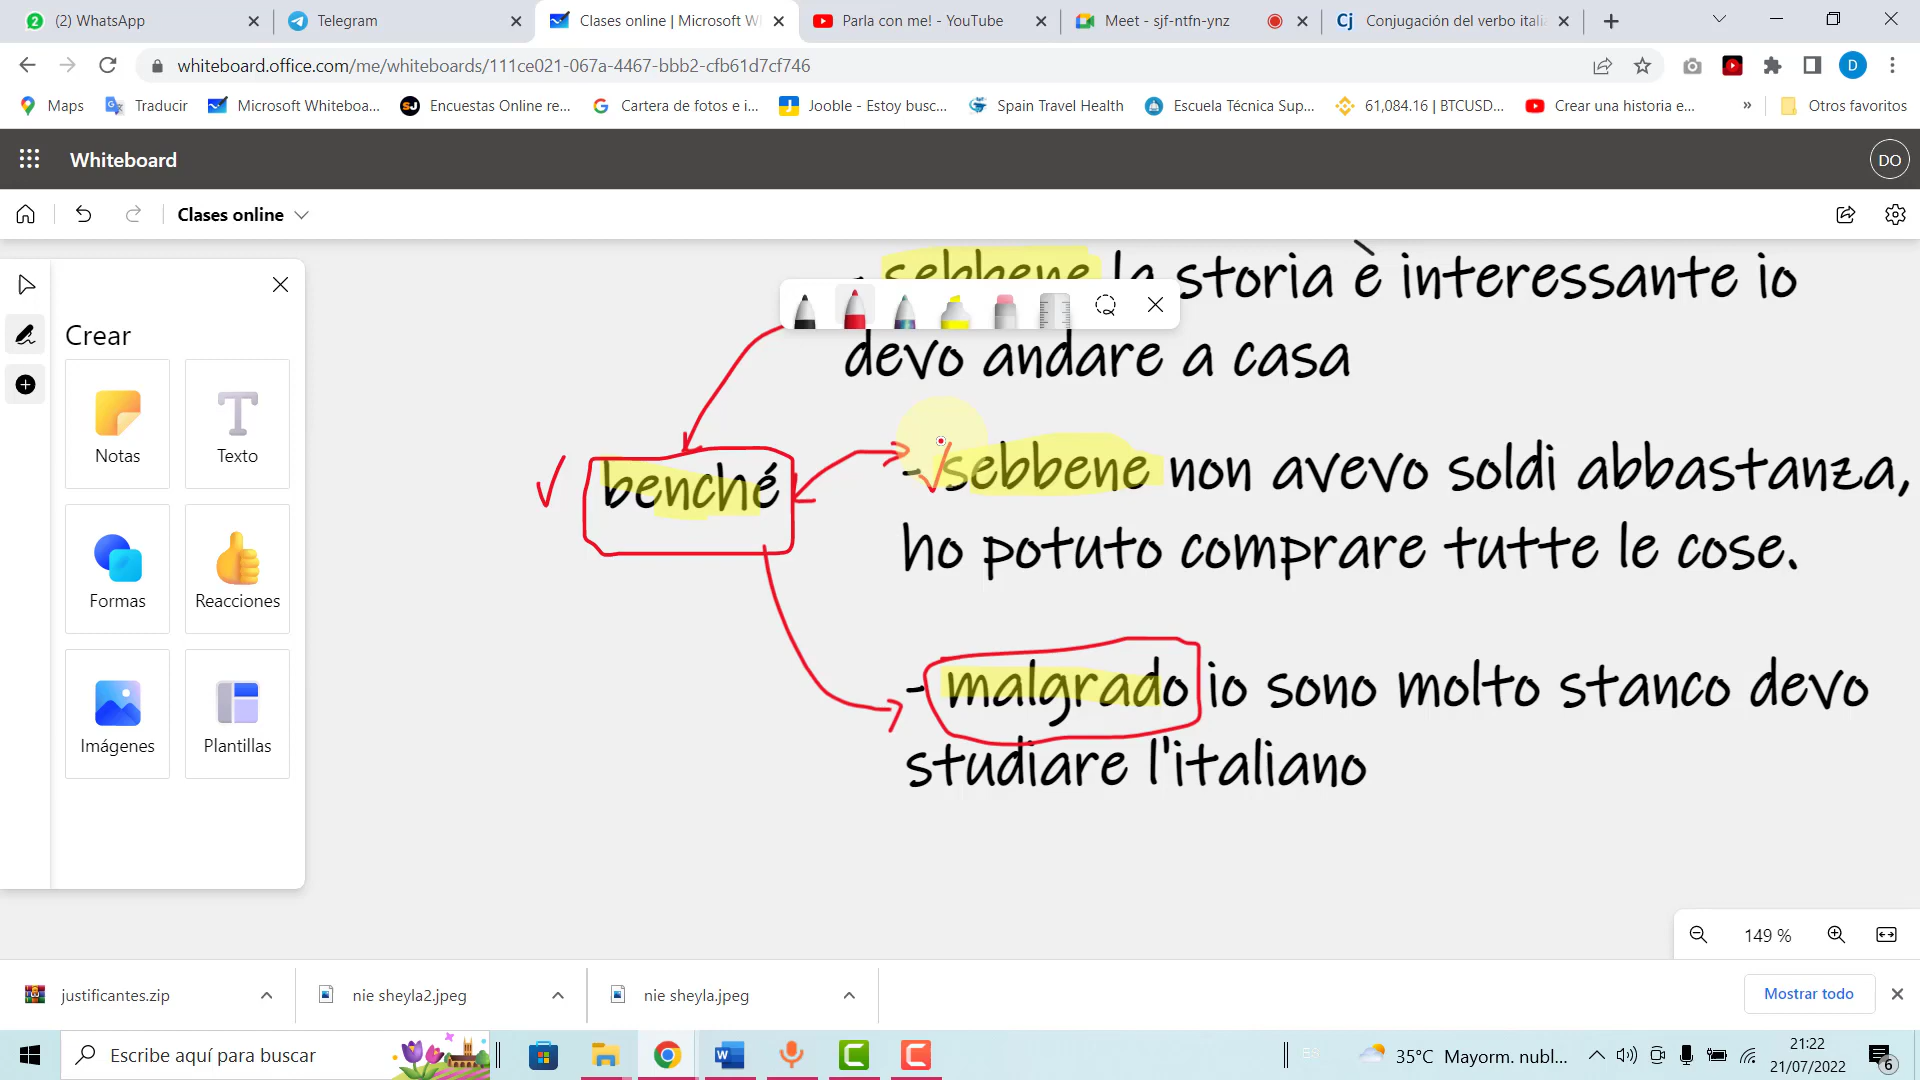 (2) WhatsApp
Telegram
Clases online | Microsoft W
Parla con me! - YouTube
Meet - sjf-ntfn-ynz
Cj Conjugación del verbo itali
whiteboard.office.com/me/whiteboards/111ce021-067a-4467-bbb2-cfb61d7cf746
D
Maps
Traducir
Microsoft Whiteboa...
Encuestas Online re...
Cartera de fotos e i...
Jooble - Estoy busc...
Spain Travel Health
Escuela Técnica Sup...
61,084.16 | BTCUSD...
Crear una historia e...
»
Otros favoritos
Whiteboard
DO
Clases online
Crear
Notas
Texto
Formas
Reacciones
Imágenes
Plantillas
- sebbene la storia è interessante io
devo andare a casa
benché
- sebbene non avevo soldi abbastanza,
ho potuto comprare tutte le cose.
- malgrado io sono molto stanco devo
studiare l'italiano
149 %
justificantes.zip
nie sheyla2.jpeg
nie sheyla.jpeg
Mostrar todo
Escribe aquí para buscar
35°C Mayorm. nubl...
21:22
21/07/2022
6